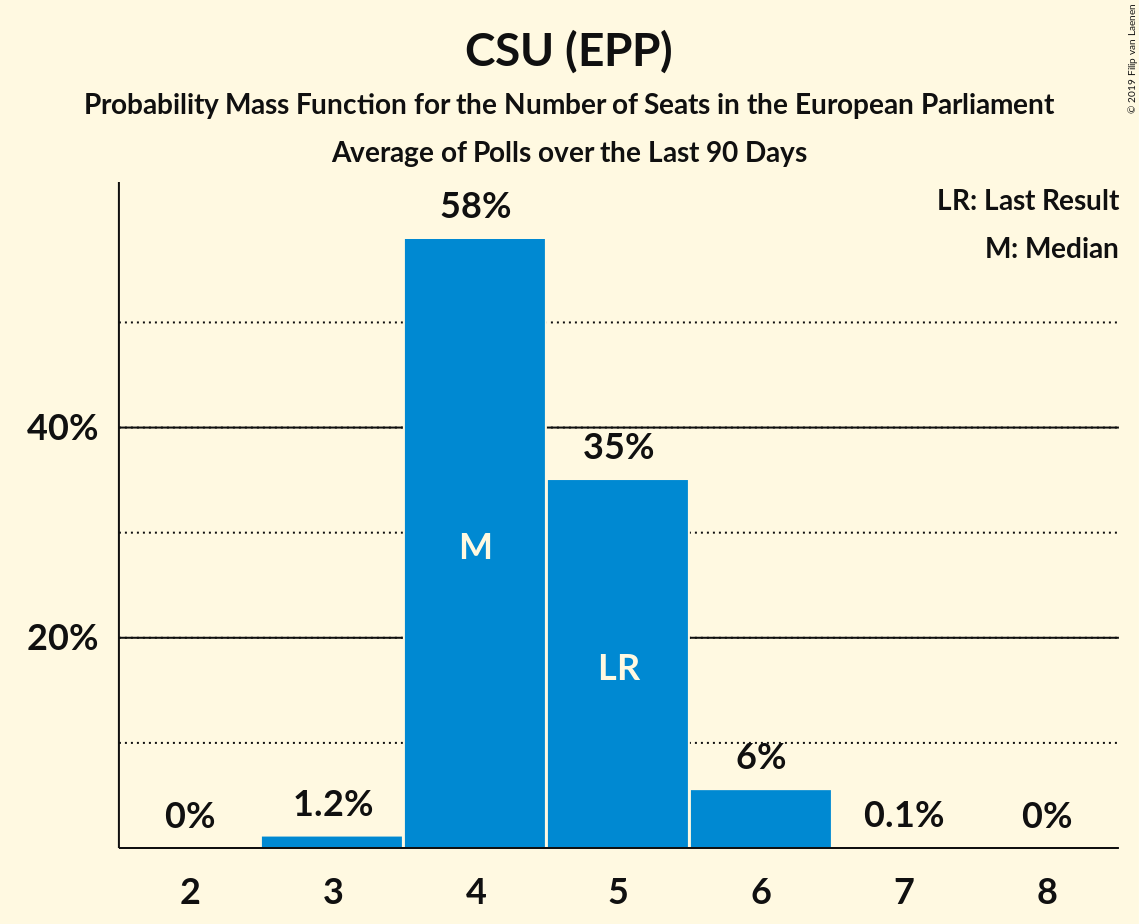 CSU (EPP)
Probability Mass Function for the Number of Seats in the European Parliament
Average of Polls over the Last 90 Days
© 2019 Filip van Laenen
LR: Last Result
M: Median
58%
40%
35%
M
20%
LR
6%
0%
1.2%
0.1%
0%
2 3 4 5 6 7 8